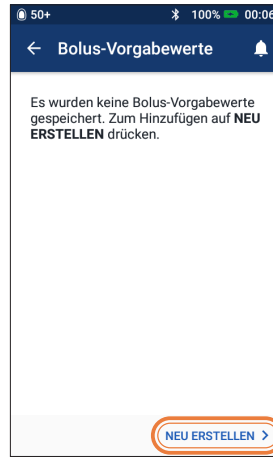 50+ 100% 00:06
Bolus-Vorgabewerte
Es wurden keine Bolus-Vorgabewerte
gespeichert. Zum Hinzufügen auf NEU
ERSTELLEN drücken.
NEU ERSTELLEN